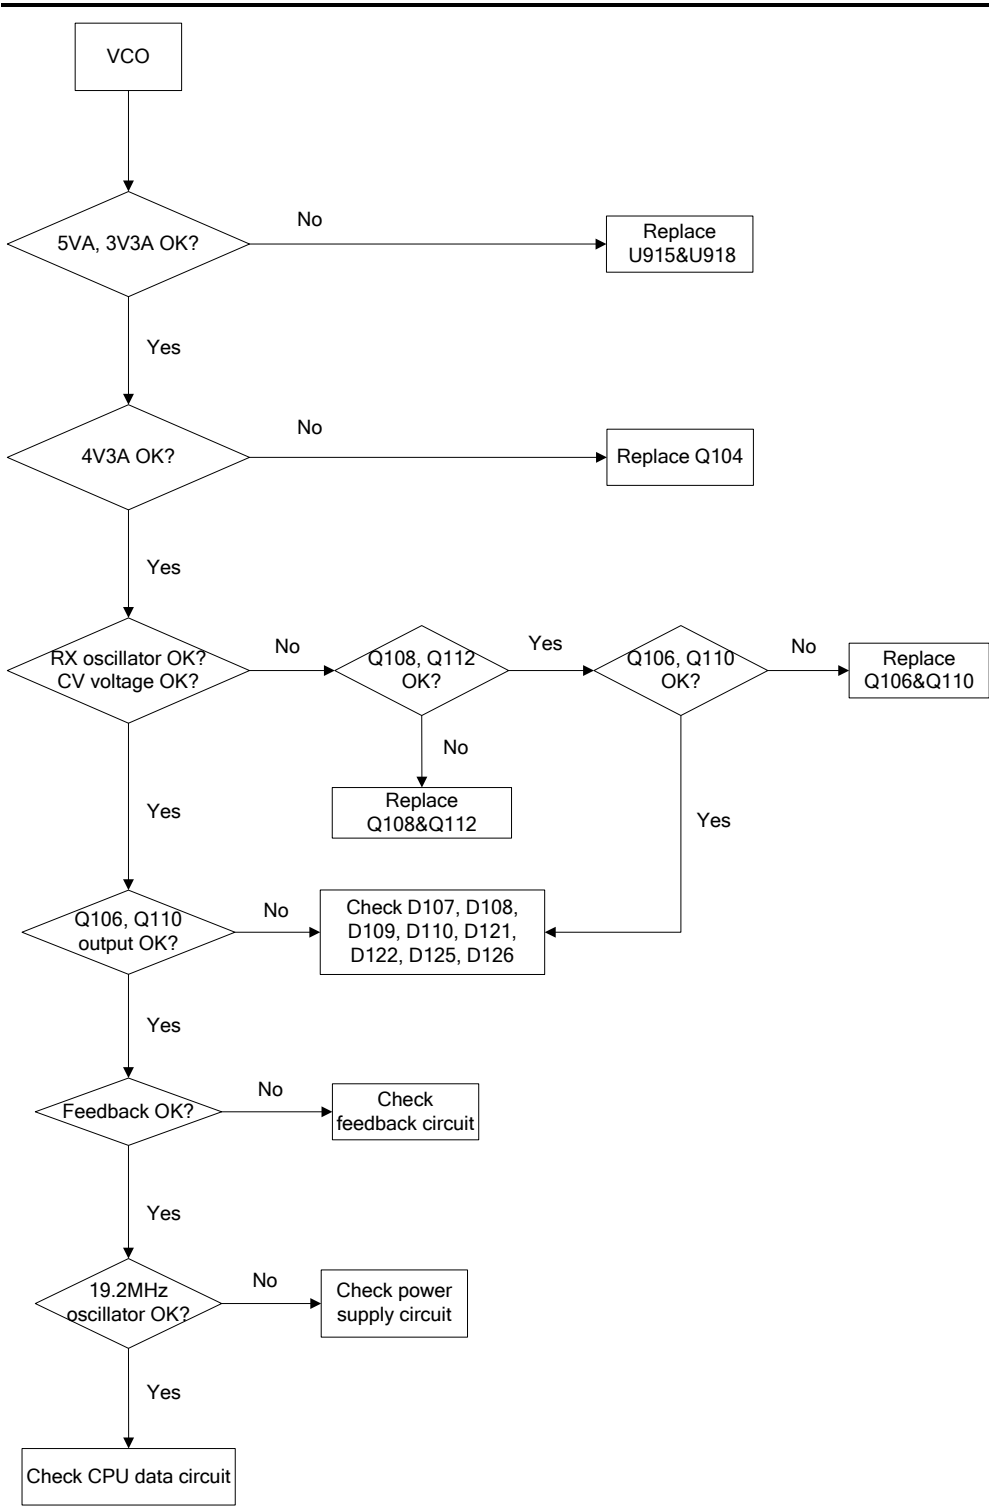 VCO
5VA, 3V3A OK?
No
Replace
U915&U918
Yes
4V3A OK?
No
Replace Q104
Yes
RX oscillator OK?
CV voltage OK?
No
Q108, Q112
OK?
Yes
Q106, Q110
OK?
No
Replace
Q106&Q110
No
Replace
Q108&Q112
Yes
Yes
Q106, Q110
output OK?
No
Check D107, D108,
D109, D110, D121,
D122, D125, D126
Yes
Feedback OK?
No
Check
feedback circuit
Yes
19.2MHz
oscillator OK?
No
Check power
supply circuit
Yes
Check CPU data circuit